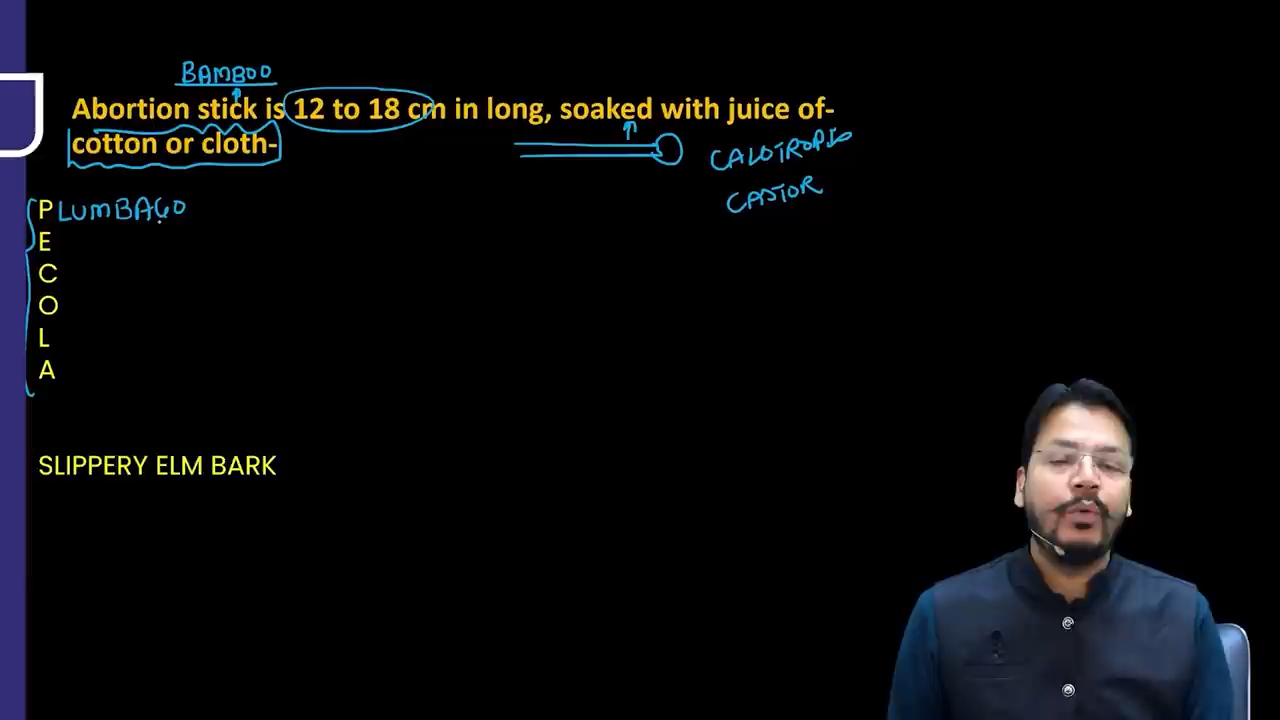 BAMBOO
Abortion stick is 12 to 18 cm in long, soaked with juice of-
cotton or cloth-
CALOTROPIS
CASTOR
PLUMBAGO
E
C
O
L
A
SLIPPERY ELM BARK